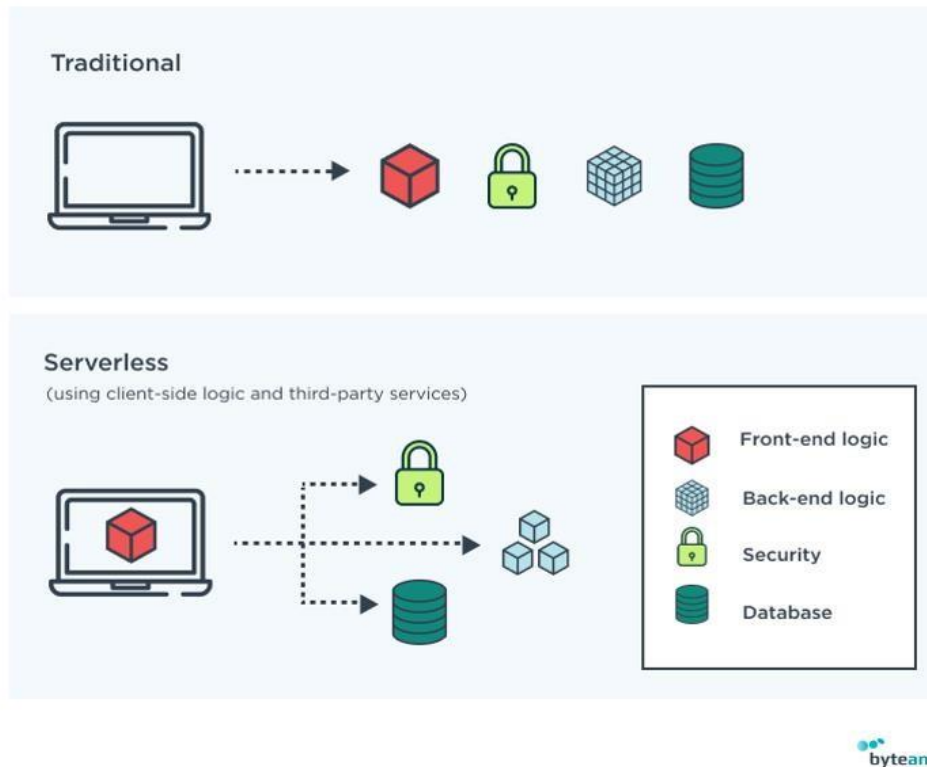 Traditional
Serverless
(using client-side logic and third-party services)
Front-end logic
Back-end logic
Security
Database
bytean